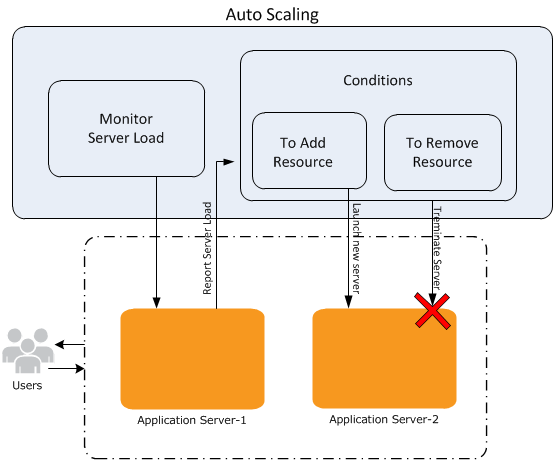 Auto Scaling
Conditions
Monitor
Server Load
To Add
Resource
To Remove
Resource
Report Server Load
Launch new server
Treminate Server
Users
Application Server-1
Application Server-2